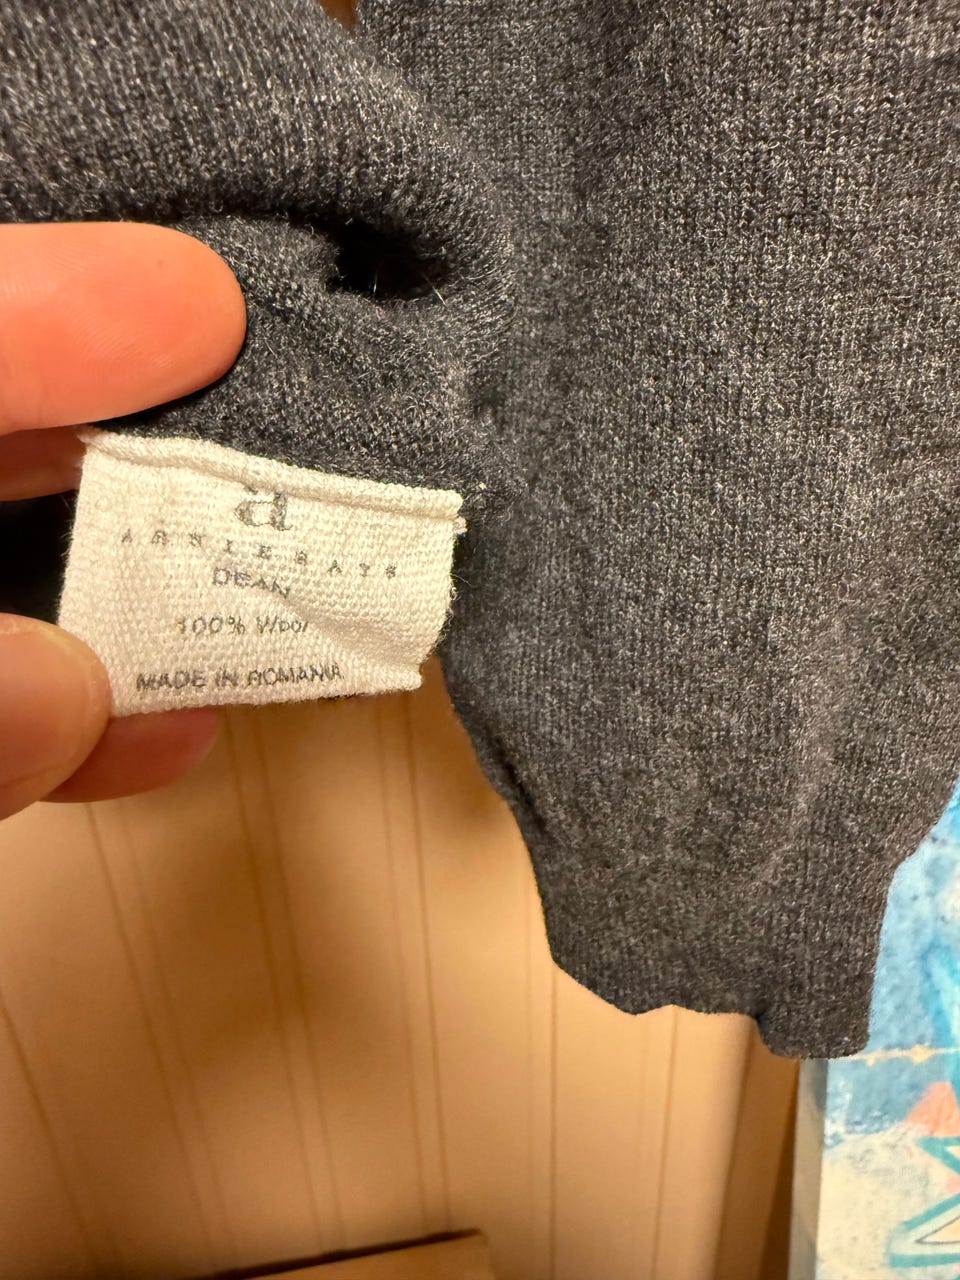 a
ARNIE SAYS
DEAN
100% Wool
MADE IN ROMANIA